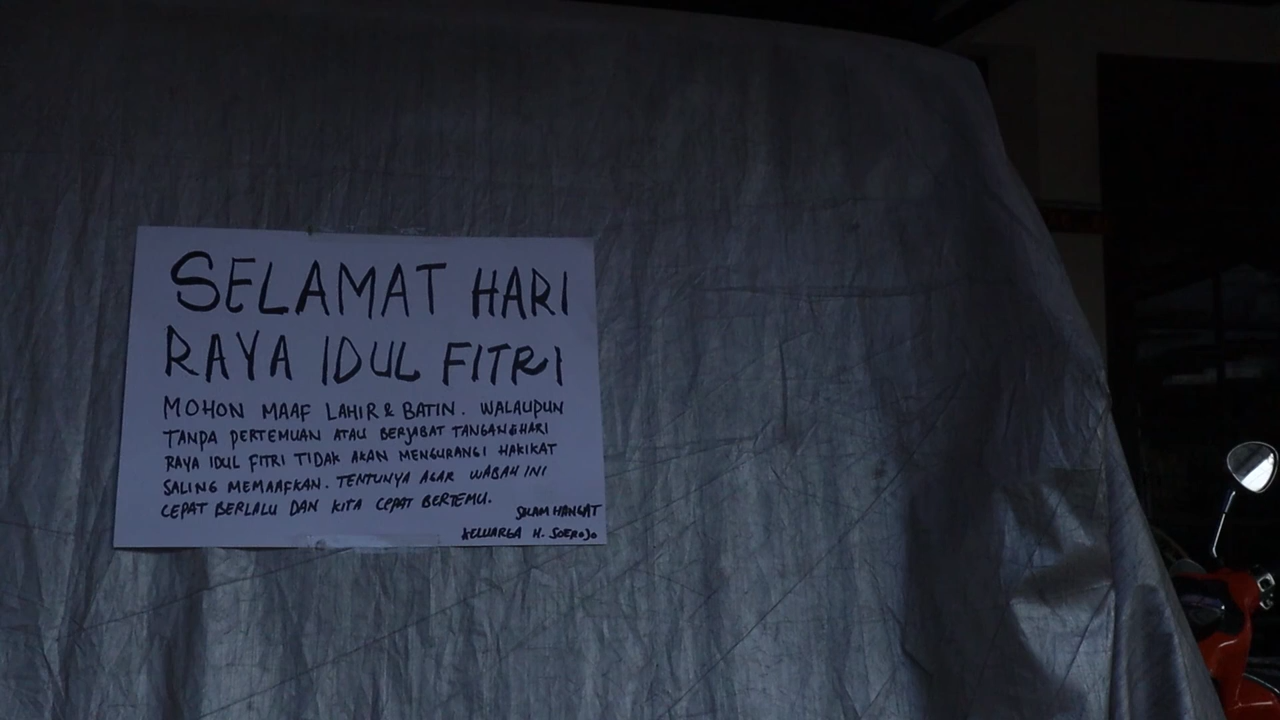 SELAMAT HARI
RAYA IDUL FITRI
MOHON MAAF LAHIR & BATIN. WALAUPUN
TANPA PERTEMUAN ATAU BERJABAT TANGAN@HARI
RAYA IDUL FITRI TIDAK AKAN MENGURANGI HAKIKAT
SALING MEMAAFKAN. TENTUNYA AGAR WABAH INI
CEPAT BERLALU DAN KITA CEPAT BERTEMU.
SALAM HANGAT
KELUARGA H. SOEROJO